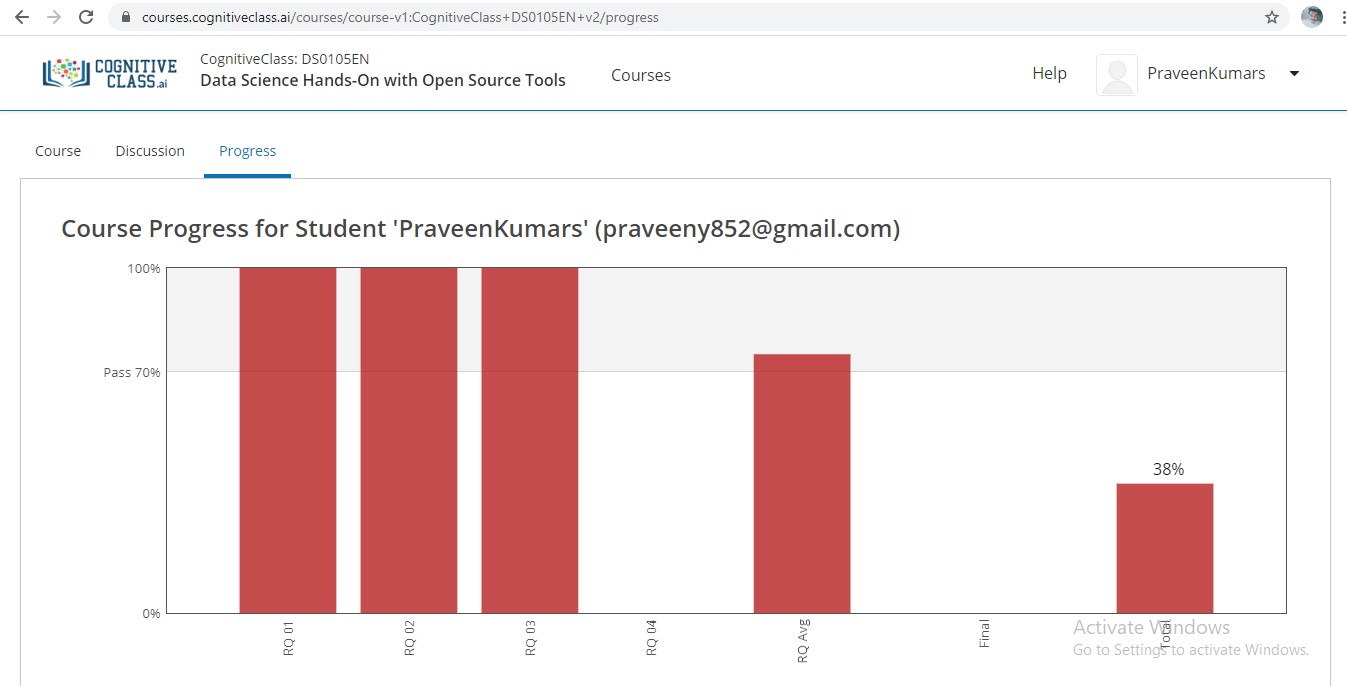 courses.cognitiveclass.ai/courses/course-v1:CognitiveClass+DS0105EN+v2/progress
COGNITIVE
CLASS.ai
CognitiveClass: DS0105EN
Data Science Hands-On with Open Source Tools
Courses
Help
PraveenKumars
Course
Discussion
Progress
Course Progress for Student 'PraveenKumars' (praveeny852@gmail.com)
100%
Pass 70%
38%
0%
RQ 01
RQ 02
RQ 03
RQ 04
RQ Avg
Final
Total
Activate Windows
Go to Settings to activate Windows.